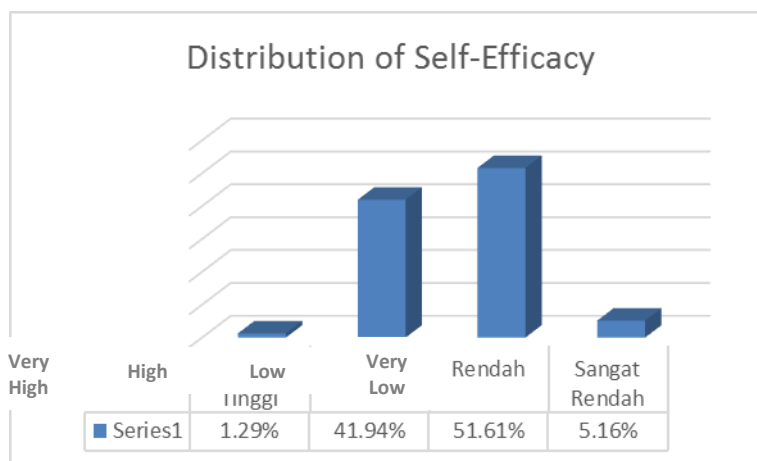 Distribution of Self-Efficacy
Very High
High
Low
Very Low
Rendah
Sangat Rendah
Tinggi
Series1 1.29% 41.94% 51.61% 5.16%